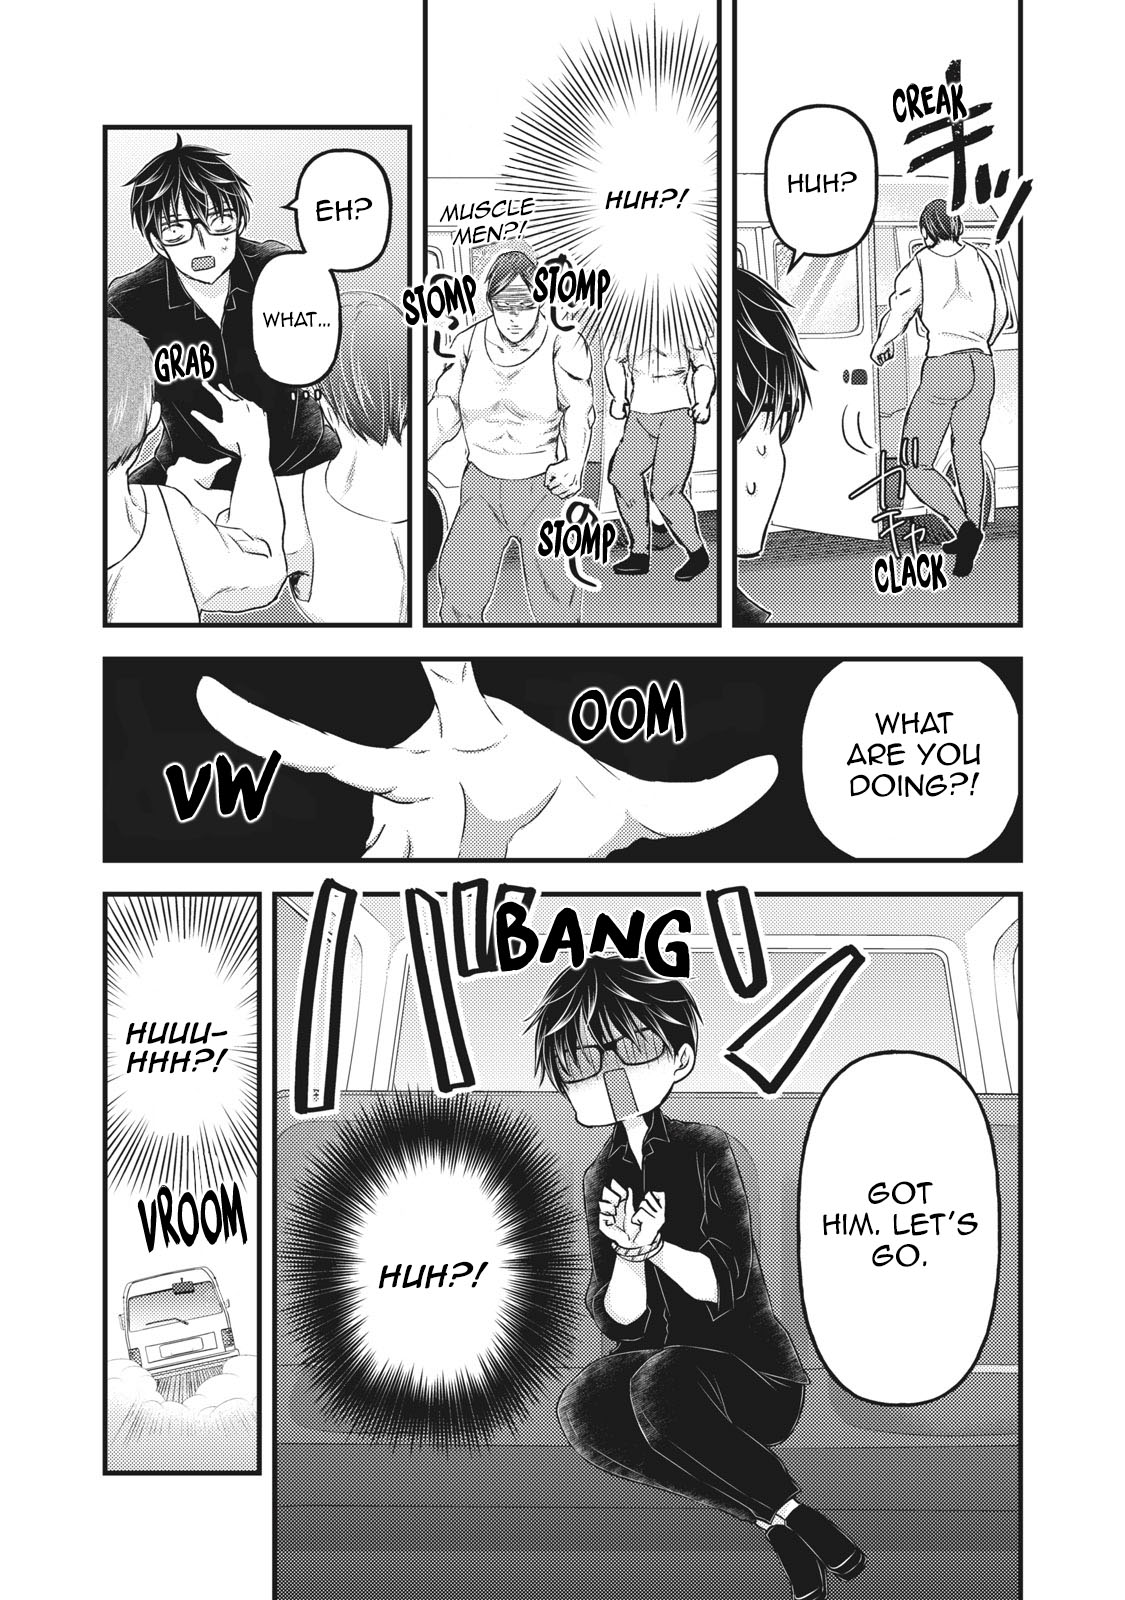 CREAK
キッ
HUH?
ガチャ
CLACK
HUH?!
MUSCLE
MEN?!
STOMP
STOMP
STOMP
EH?
WHAT...
...
GRAB
WHAT
ARE YOU
DOING?!
VW
OOM
BANG
GOT
HIM. LET'S
GO.
HUH?!
HUUU-
HHH?!
VROOM